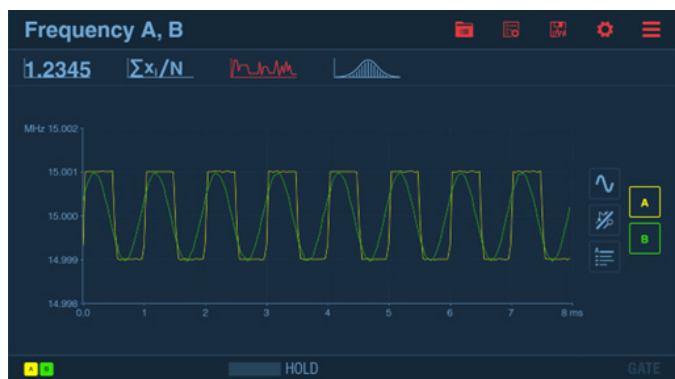 Frequency A, B
1.2345 ∑xᵢ/N
MHz 15.002
15.001
A
15.000
B
14.999
14.998
0.0 1 2 3 4 5 6 7 8 ms
A B HOLD GATE